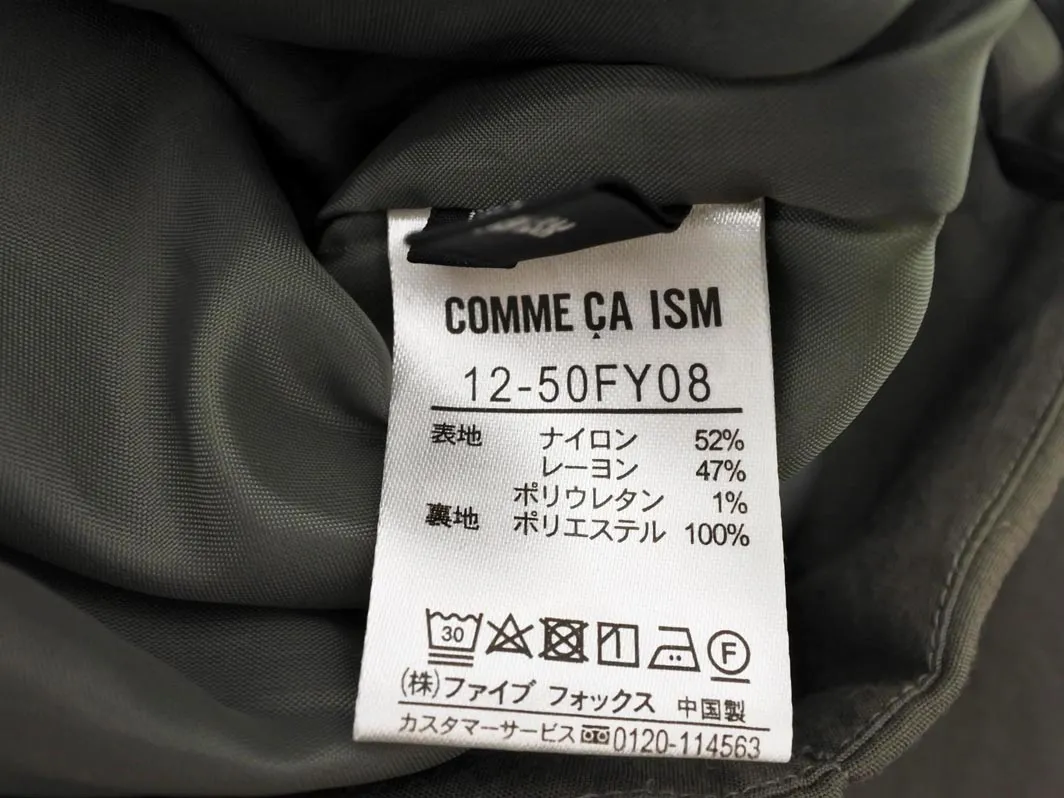 COMME ÇA ISM
12-50FY08
表地 ナイロン 52%
レーヨン 47%
ポリウレタン 1%
裏地 ポリエステル 100%
30 F
(株)ファイブ フォックス 中国製
カスタマーサービス 0120-114563